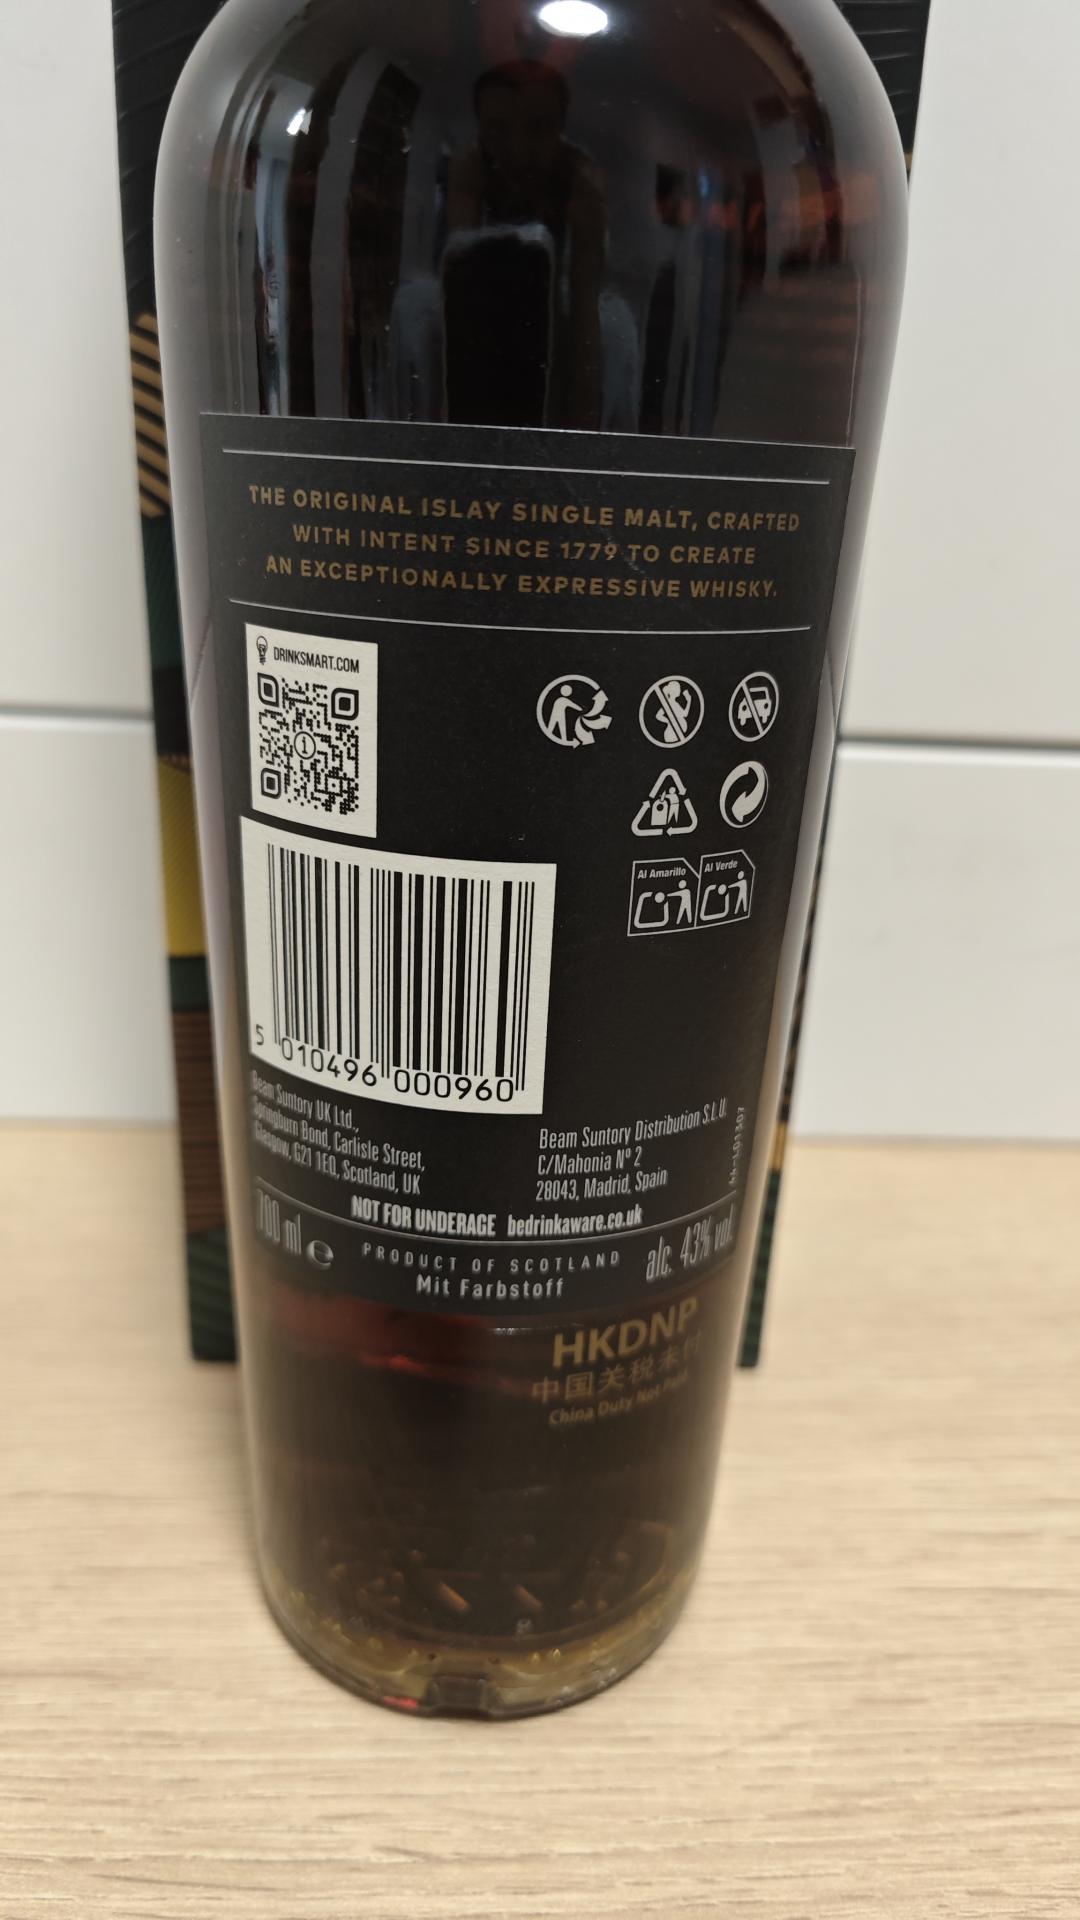 THE ORIGINAL ISLAY SINGLE MALT, CRAFTED
WITH INTENT SINCE 1779 TO CREATE
AN EXCEPTIONALLY EXPRESSIVE WHISKY.
DRINKSMART.COM
Al Amarillo
Al Verde
5 010496 000960
Beam Suntory UK Ltd.,
Springburn Bond, Carlisle Street,
Glasgow, G21 1EQ, Scotland, UK
Beam Suntory Distribution S.L.U.
C/Mahonia Nº 2
28043, Madrid, Spain
NOT FOR UNDERAGE bedrinkaware.co.uk
700 ml e
PRODUCT OF SCOTLAND
Mit Farbstoff
alc. 43% vol.
HKDNP
中国关税未付
China Duty Not Paid